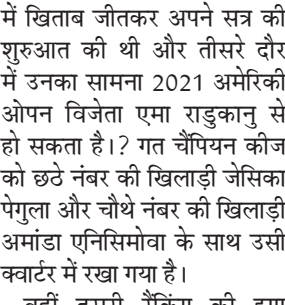 में खिताब जीतकर अपने सत्र की
शुरुआत की थी और तीसरे दौर
में उनका सामना 2021 अमेरिकी
ओपन विजेता एमा राडुकानु से
हो सकता है।? गत चैंपियन कीज
को छठे नंबर की खिलाड़ी जेसिका
पेगुला और चौथे नंबर की खिलाड़ी
अमांडा एनिसिमोवा के साथ उसी
क्वार्टर में रखा गया है।